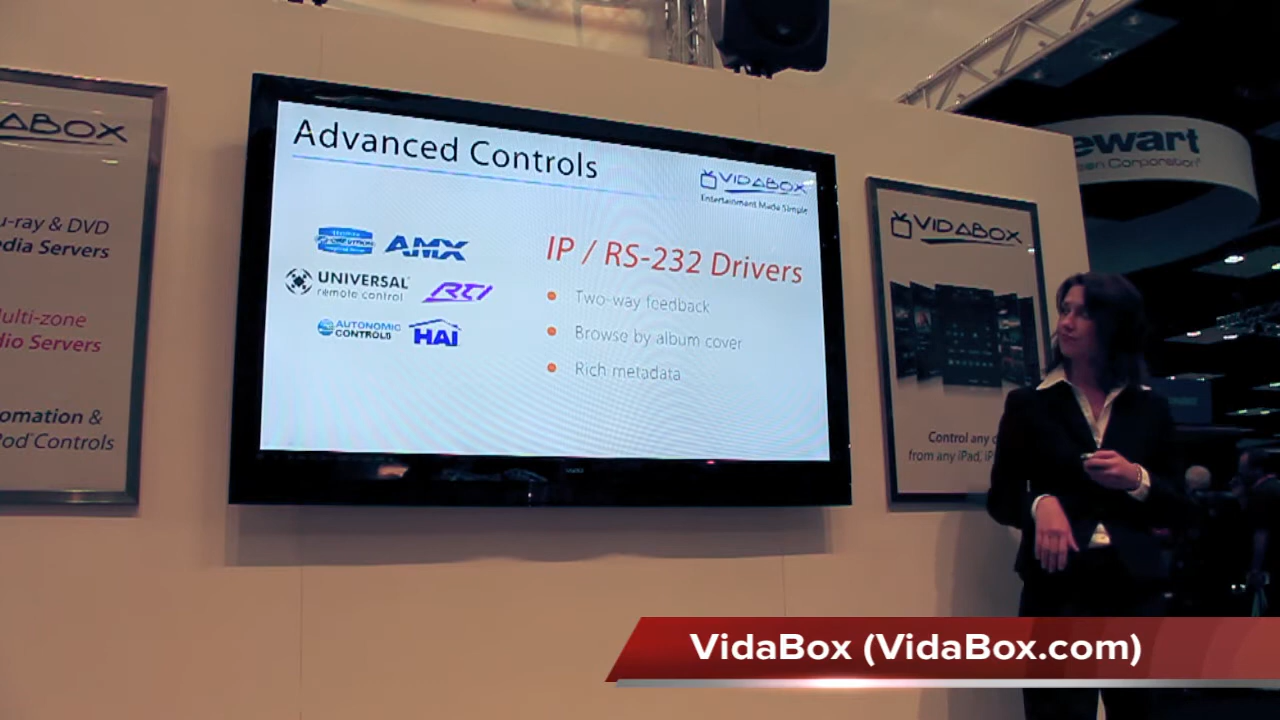 ABOX
u-ray & DVD
edia Servers
ulti-zone
dio Servers
omation &
Pod Controls
Advanced Controls
VIDABOX
Entertainment Made Simple
AMX
UNIVERSAL
remote control
RTI
AUTONOMIC
CONTROLS
HAI
IP / RS-232 Drivers
Two-way feedback
Browse by album cover
Rich metadata
VIDABOX
Control any
from any iPad, iP
ewart
en Corporation
VidaBox (VidaBox.com)